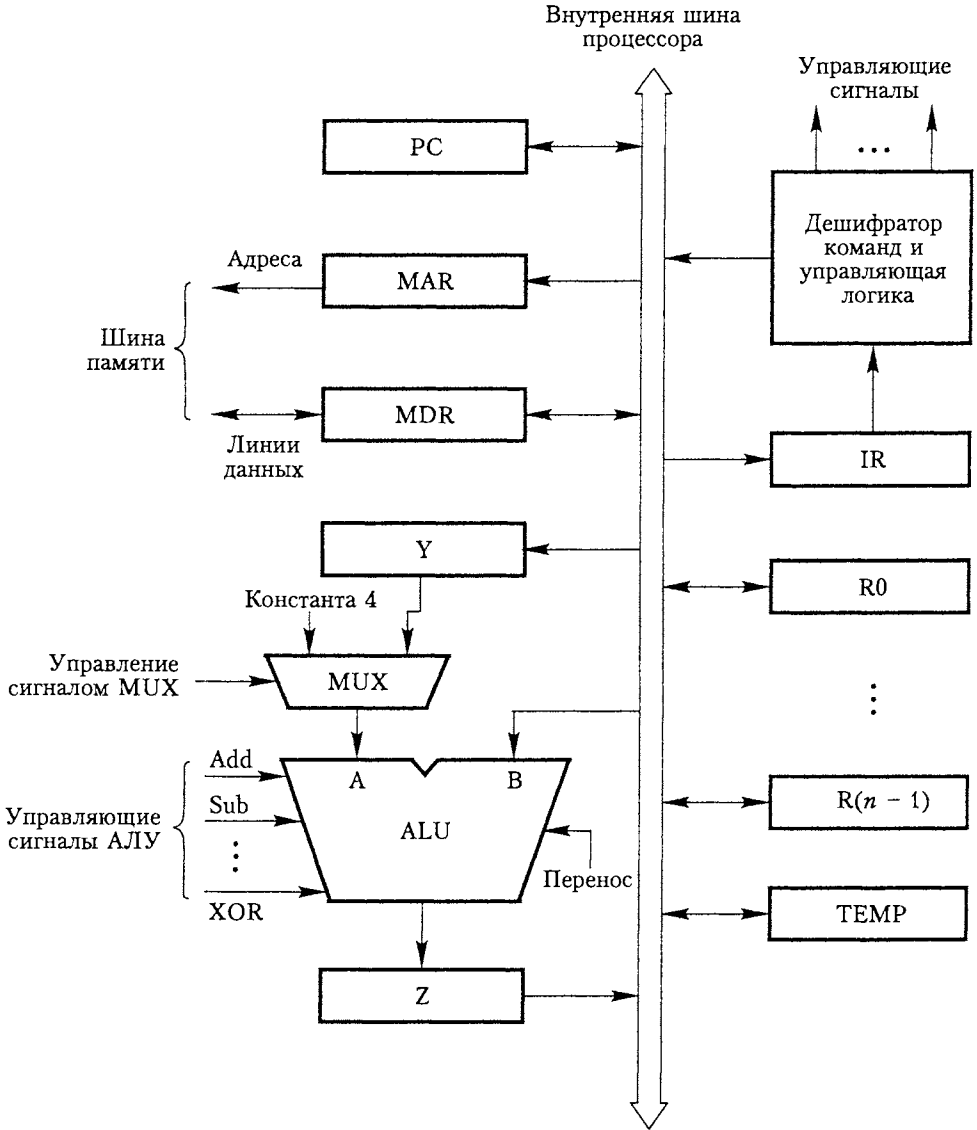 Внутренняя шина
процессора
Управляющие
сигналы
PC
Дешифратор
команд и
управляющая
логика
Адреса
MAR
Шина
памяти
MDR
Линии
данных
IR
Y
R0
Константа 4
Управление
сигналом MUX
MUX
Add
A
B
R(n - 1)
Управляющие
сигналы АЛУ
Sub
ALU
Перенос
XOR
TEMP
Z